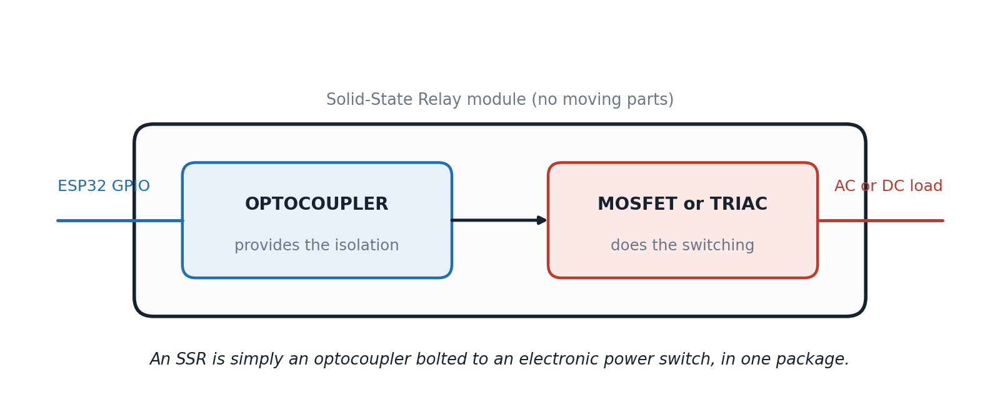 Solid-State Relay module (no moving parts)
ESP32 GPIO
AC or DC load
OPTOCOUPLER
MOSFET or TRIAC
provides the isolation
does the switching
An SSR is simply an optocoupler bolted to an electronic power switch, in one package.